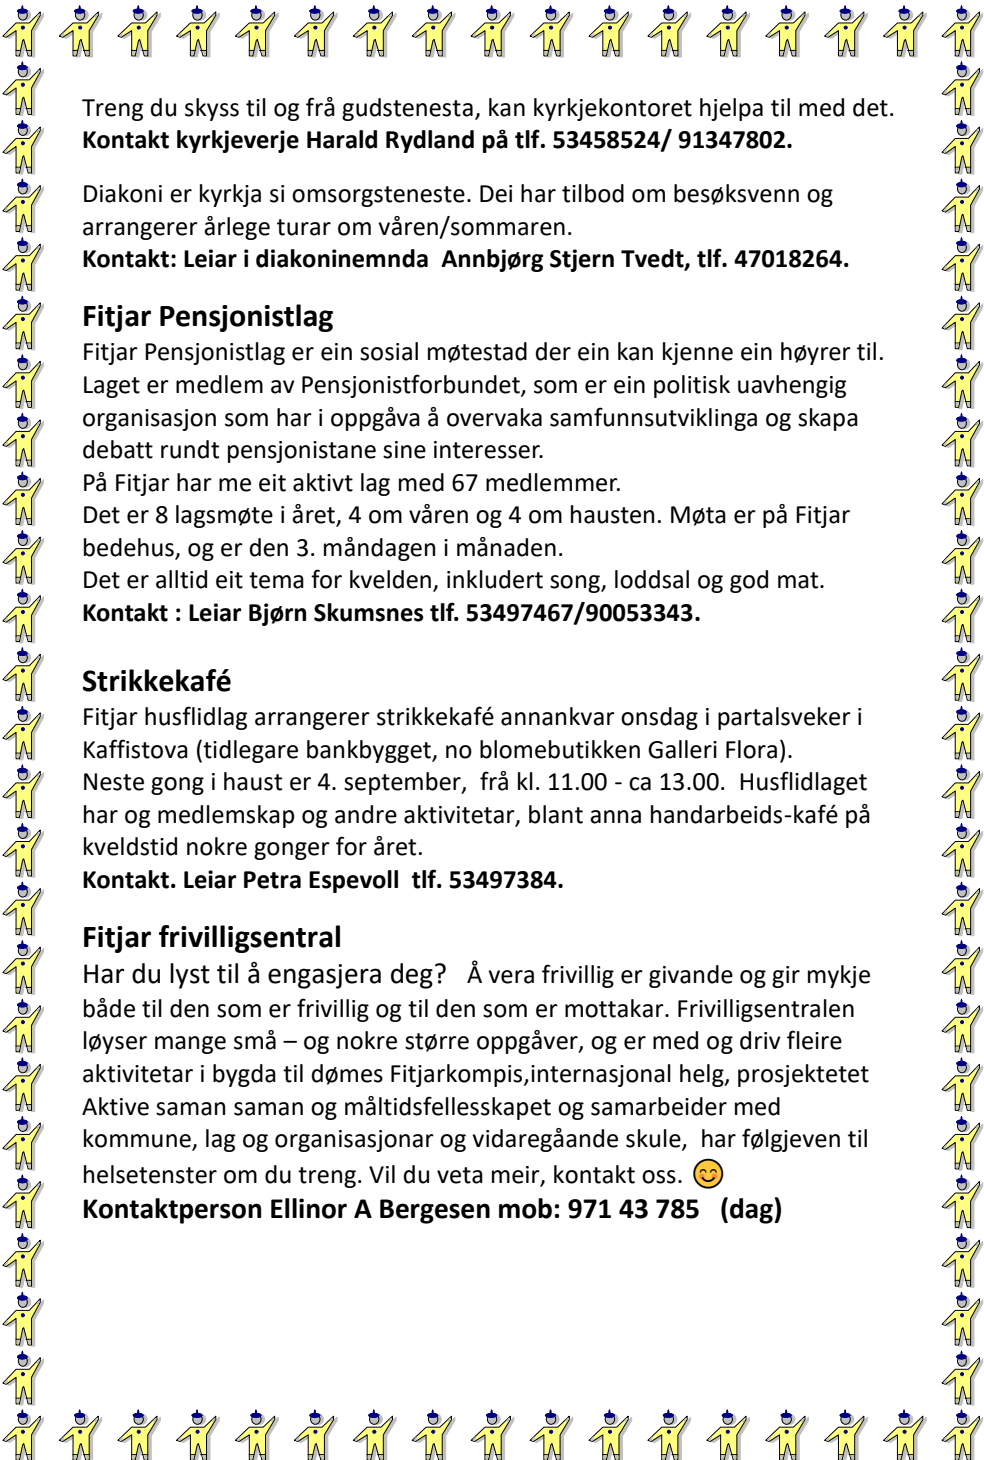 Treng du skyss til og frå gudstenesta, kan kyrkjekontoret hjelpa til med det.
Kontakt kyrkjeverje Harald Rydland på tlf. 53458524/ 91347802.
Diakoni er kyrkja si omsorgsteneste. Dei har tilbod om besøksvenn og
arrangerer årlege turar om våren/sommaren.
Kontakt: Leiar i diakoninemnda  Annbjørg Stjern Tvedt, tlf. 47018264.
Fitjar Pensjonistlag
Fitjar Pensjonistlag er ein sosial møtestad der ein kan kjenne ein høyrer til.
Laget er medlem av Pensjonistforbundet, som er ein politisk uavhengig
organisasjon som har i oppgåva å overvaka samfunnsutviklinga og skapa
debatt rundt pensjonistane sine interesser.
På Fitjar har me eit aktivt lag med 67 medlemmer.
Det er 8 lagsmøte i året, 4 om våren og 4 om hausten. Møta er på Fitjar
bedehus, og er den 3. måndagen i månaden.
Det er alltid eit tema for kvelden, inkludert song, loddsal og god mat.
Kontakt : Leiar Bjørn Skumsnes tlf. 53497467/90053343.
Strikkekafé
Fitjar husflidlag arrangerer strikkekafé annankvar onsdag i partalsveker i
Kaffistova (tidlegare bankbygget, no blomebutikken Galleri Flora).
Neste gong i haust er 4. september,  frå kl. 11.00 - ca 13.00.  Husflidlaget
har og medlemskap og andre aktivitetar, blant anna handarbeids-kafé på
kveldstid nokre gonger for året.
Kontakt. Leiar Petra Espevoll  tlf. 53497384.
Fitjar frivilligsentral
Har du lyst til å engasjera deg?   Å vera frivillig er givande og gir mykje
både til den som er frivillig og til den som er mottakar. Frivilligsentralen
løyser mange små – og nokre større oppgåver, og er med og driv fleire
aktivitetar i bygda til dømes Fitjarkompis,internasjonal helg, prosjektetet
Aktive saman saman og måltidsfellesskapet og samarbeider med
kommune, lag og organisasjonar og vidaregåande skule,  har følgjeven til
helsetenster om du treng. Vil du veta meir, kontakt oss. 😊
Kontaktperson Ellinor A Bergesen mob: 971 43 785   (dag)